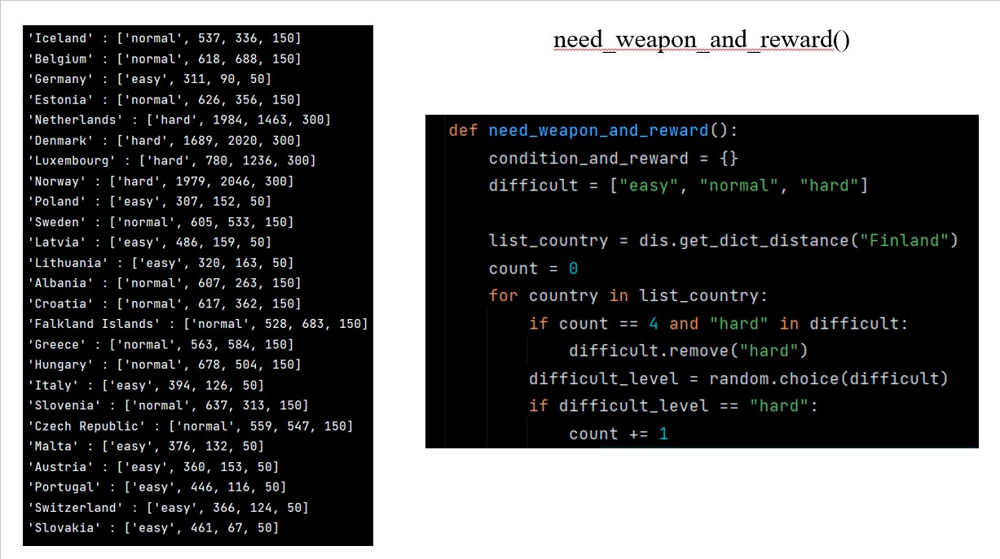 'Iceland' : ['normal', 537, 336, 150]
'Belgium' : ['normal', 618, 688, 150]
'Germany' : ['easy', 311, 90, 50]
'Estonia' : ['normal', 626, 356, 150]
'Netherlands' : ['hard', 1984, 1463, 300]
'Denmark' : ['hard', 1689, 2020, 300]
'Luxembourg' : ['hard', 780, 1236, 300]
'Norway' : ['hard', 1979, 2046, 300]
'Poland' : ['easy', 307, 152, 50]
'Sweden' : ['normal', 605, 533, 150]
'Latvia' : ['easy', 486, 159, 50]
'Lithuania' : ['easy', 320, 163, 50]
'Albania' : ['normal', 607, 263, 150]
'Croatia' : ['normal', 617, 362, 150]
'Falkland Islands' : ['normal', 528, 683, 150]
'Greece' : ['normal', 563, 584, 150]
'Hungary' : ['normal', 678, 504, 150]
'Italy' : ['easy', 394, 126, 50]
'Slovenia' : ['normal', 637, 313, 150]
'Czech Republic' : ['normal', 559, 547, 150]
'Malta' : ['easy', 376, 132, 50]
'Austria' : ['easy', 360, 153, 50]
'Portugal' : ['easy', 446, 116, 50]
'Switzerland' : ['easy', 366, 124, 50]
'Slovakia' : ['easy', 461, 67, 50]
need_weapon_and_reward()
def need_weapon_and_reward():
    condition_and_reward = {}
    difficult = ["easy", "normal", "hard"]
    list_country = dis.get_dict_distance("Finland")
    count = 0
    for country in list_country:
        if count == 4 and "hard" in difficult:
            difficult.remove("hard")
        difficult_level = random.choice(difficult)
        if difficult_level == "hard":
            count += 1